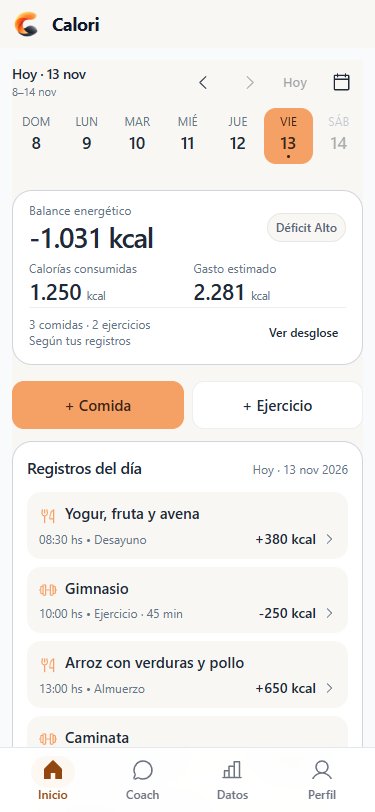 Calori
Hoy · 13 nov
8–14 nov
Hoy
DOM LUN MAR MIÉ JUE VIE SÁB
8 9 10 11 12 13 14
Balance energético
-1.031 kcal
Déficit Alto
Calorías consumidas Gasto estimado
1.250 kcal 2.281 kcal
3 comidas · 2 ejercicios
Según tus registros
Ver desglose
+ Comida + Ejercicio
Registros del día Hoy · 13 nov 2026
Yogur, fruta y avena
08:30 hs • Desayuno +380 kcal
Gimnasio
10:00 hs • Ejercicio · 45 min -250 kcal
Arroz con verduras y pollo
13:00 hs • Almuerzo +650 kcal
Caminata
Inicio Coach Datos Perfil